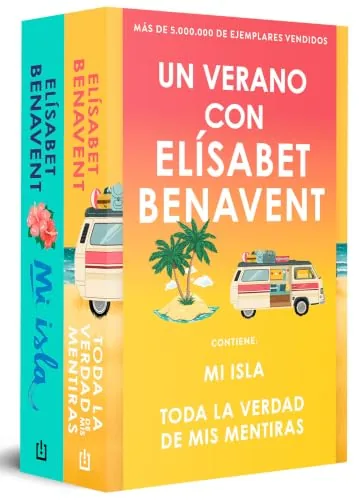 MÁS DE 5.000.000 DE EJEMPLARES VENDIDOS
UN VERANO
CON
ELÍSABET
BENAVENT
CONTIENE:
MI ISLA
TODA LA VERDAD
DE MIS MENTIRAS
ELÍSABET
BENAVENT
Mi isla
ELÍSABET
BENAVENT
TODA LA
VERDAD
DE MIS
MENTIRAS